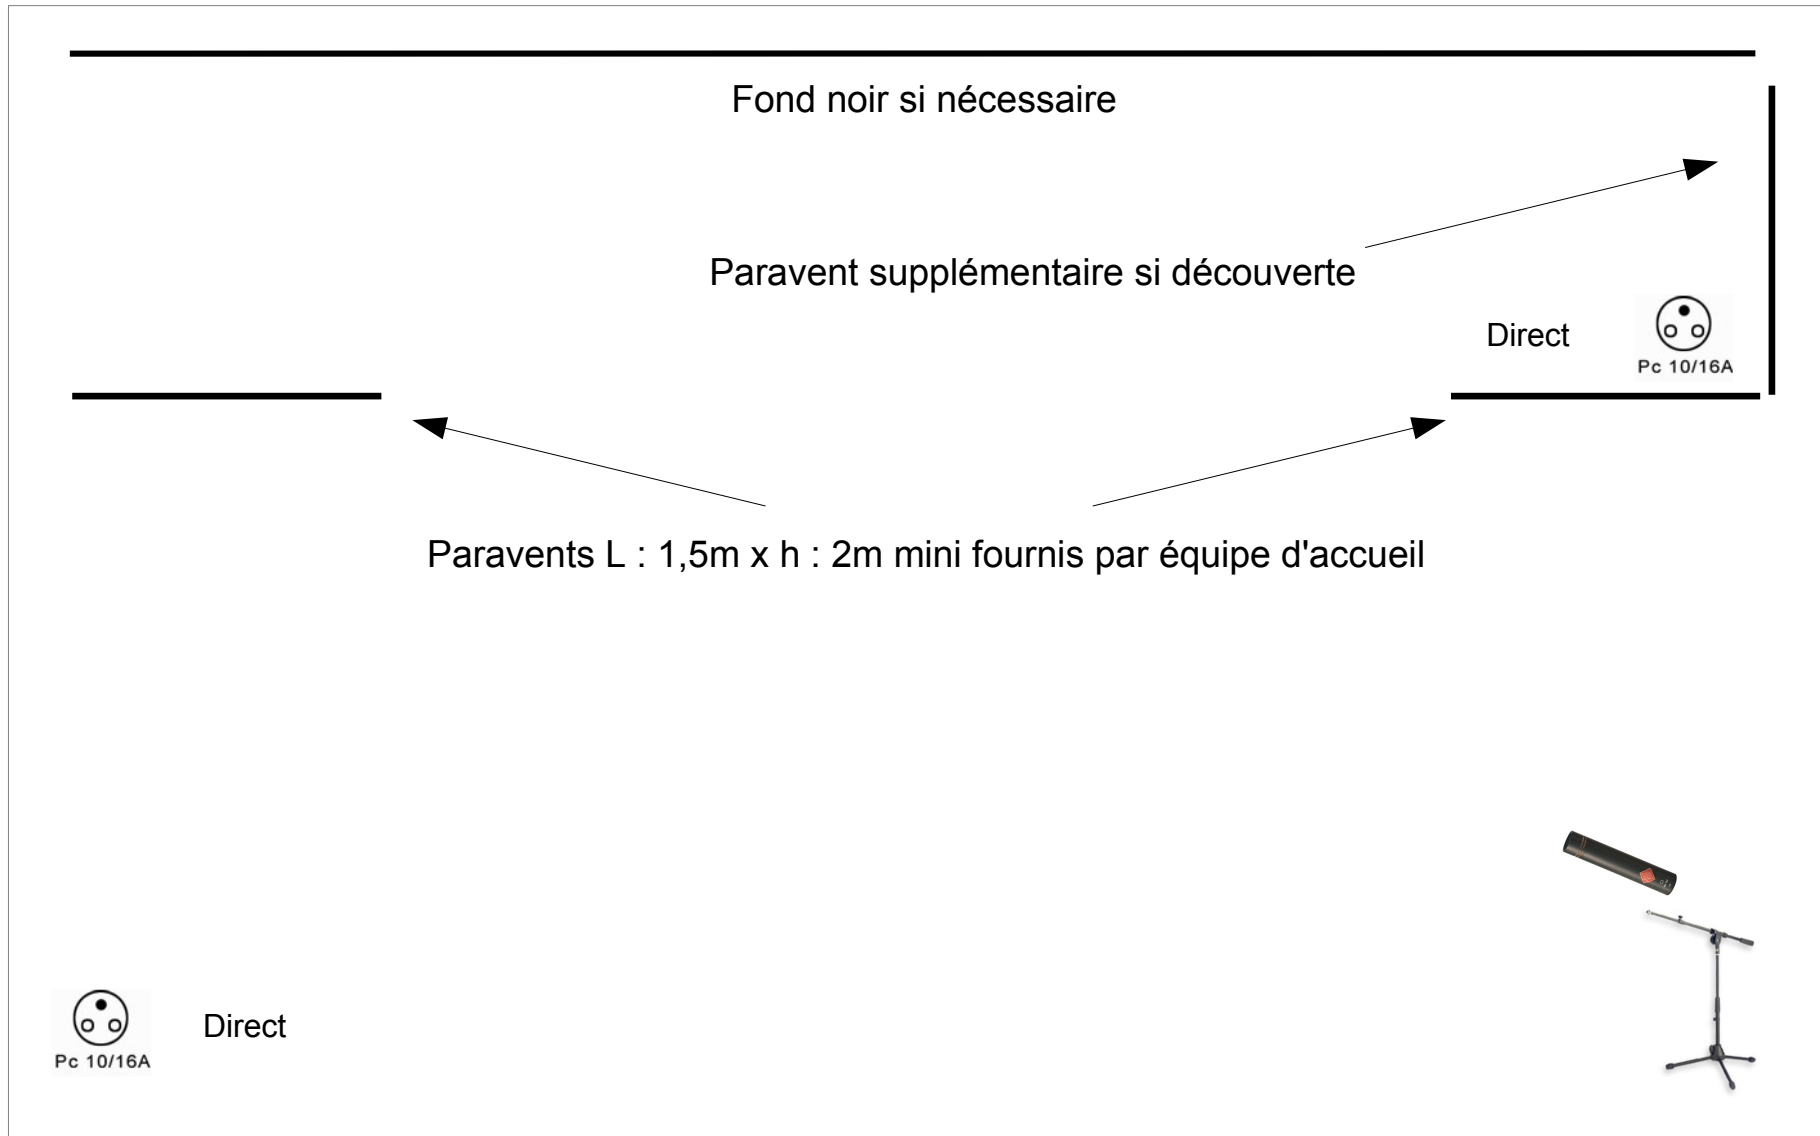 Fond noir si nécessaire
Paravent supplémentaire si découverte
Direct
Pc 10/16A
Paravents L : 1,5m x h : 2m mini fournis par équipe d'accueil
Pc 10/16A
Direct